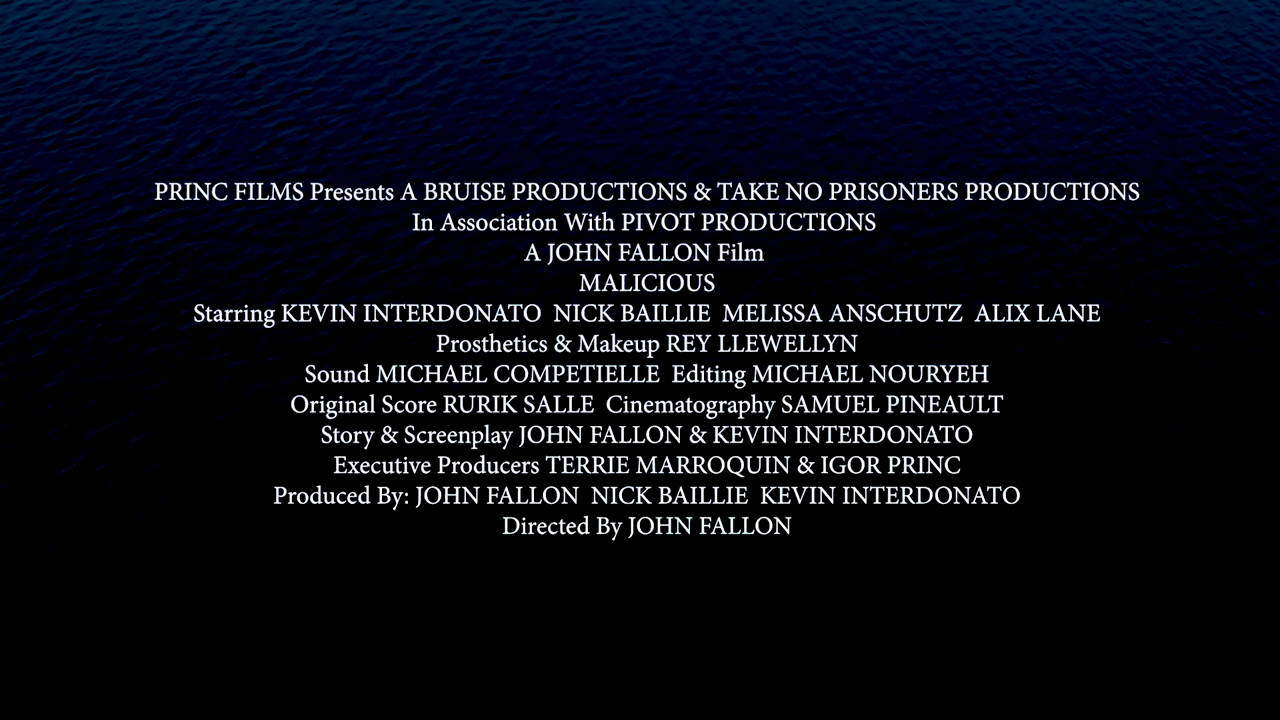 PRINC FILMS Presents A BRUISE PRODUCTIONS & TAKE NO PRISONERS PRODUCTIONS
In Association With PIVOT PRODUCTIONS
A JOHN FALLON Film
MALICIOUS
Starring KEVIN INTERDONATO NICK BAILLIE MELISSA ANSCHUTZ ALIX LANE
Prosthetics & Makeup REY LLEWELLYN
Sound MICHAEL COMPETIELLE Editing MICHAEL NOURYEH
Original Score RURIK SALLE Cinematography SAMUEL PINEAULT
Story & Screenplay JOHN FALLON & KEVIN INTERDONATO
Executive Producers TERRIE MARROQUIN & IGOR PRINC
Produced By: JOHN FALLON NICK BAILLIE KEVIN INTERDONATO
Directed By JOHN FALLON